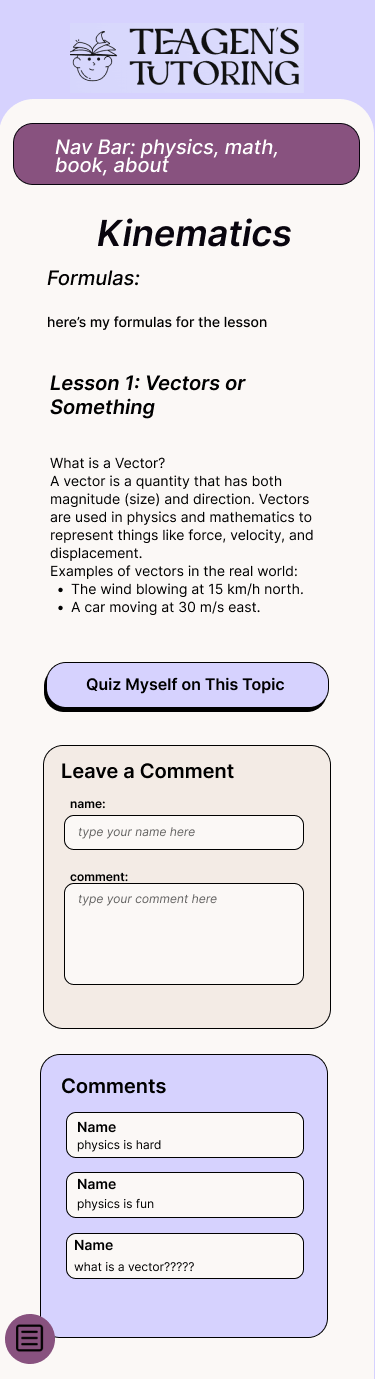 TEAGEN'S
TUTORING
Nav Bar: physics, math,
book, about
Kinematics
Formulas:
here's my formulas for the lesson
Lesson 1: Vectors or
Something
What is a Vector?
A vector is a quantity that has both
magnitude (size) and direction. Vectors
are used in physics and mathematics to
represent things like force, velocity, and
displacement.
Examples of vectors in the real world:
• The wind blowing at 15 km/h north.
• A car moving at 30 m/s east.
Quiz Myself on This Topic
Leave a Comment
name:
type your name here
comment:
type your comment here
Comments
Name
physics is hard
Name
physics is fun
Name
what is a vector?????